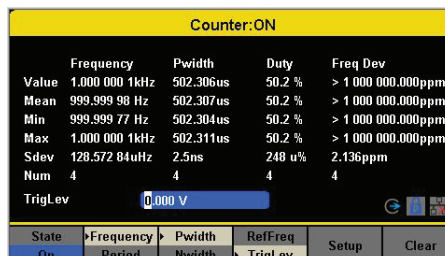 Counter:ON
Frequency Pwidth Duty Freq Dev
Value 1.000 000 1kHz 502.306us 50.2 % > 1 000 000.000ppm
Mean 999.999 98 Hz 502.307us 50.2 % > 1 000 000.000ppm
Min 999.999 77 Hz 502.304us 50.2 % > 1 000 000.000ppm
Max 1.000 000 1kHz 502.311us 50.2 % > 1 000 000.000ppm
Sdev 128.572 84uHz 2.5ns 248 u% 2.136ppm
Num 4 4 4 4
TrigLev 0.000 V
State Frequency Pwidth RefFreq Setup Clear
On Period Nwidth TrigLev